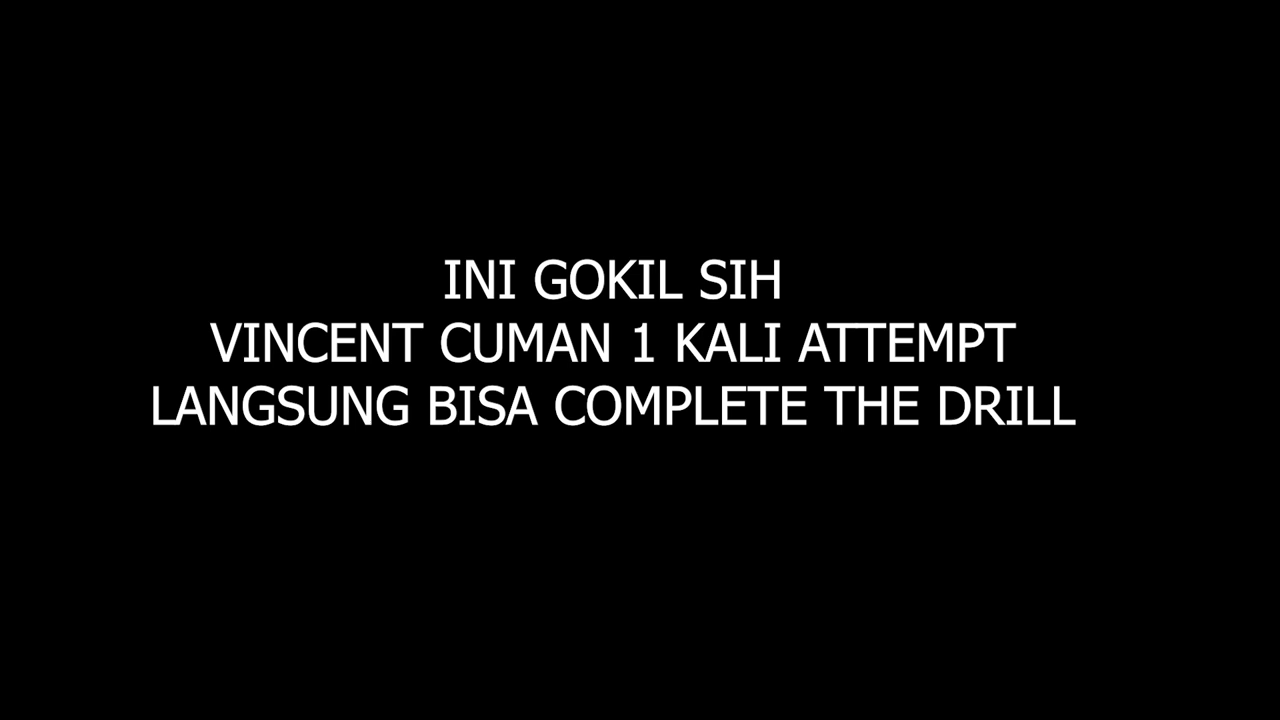 INI GOKIL SIH
VINCENT CUMAN 1 KALI ATTEMPT
LANGSUNG BISA COMPLETE THE DRILL